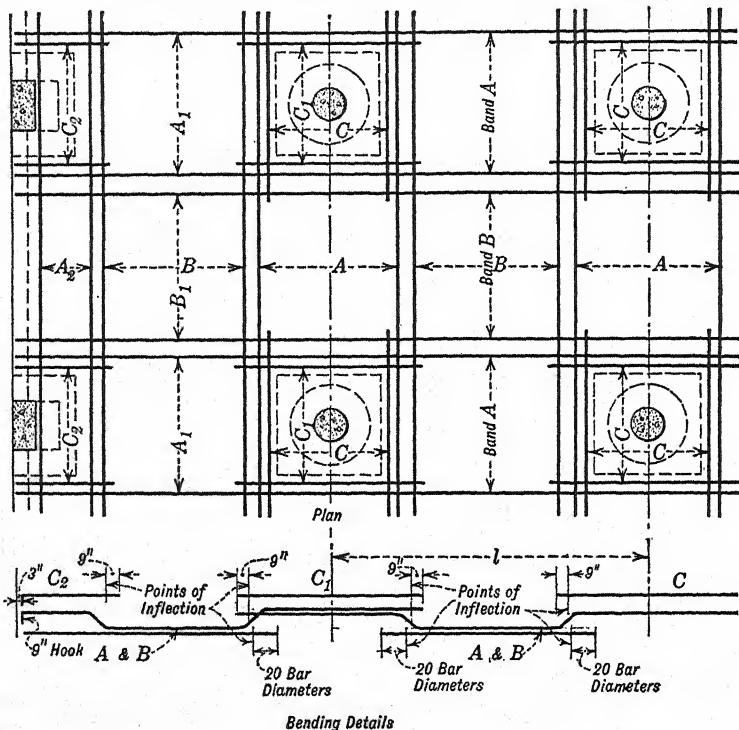 C₂
A₁
C₁
C
Band A
C
C
A₂
B
B₁
A
Band B
B
A
C₂
A₁
C₁
C
Band A
C
C
Plan
3"
C₂
9"
9"
C₁
l
9"
9"
C
Points of
Inflection
Points of
Inflection
9" Hook
A & B
20 Bar
Diameters
20 Bar
Diameters
A & B
20 Bar
Diameters
Bending Details